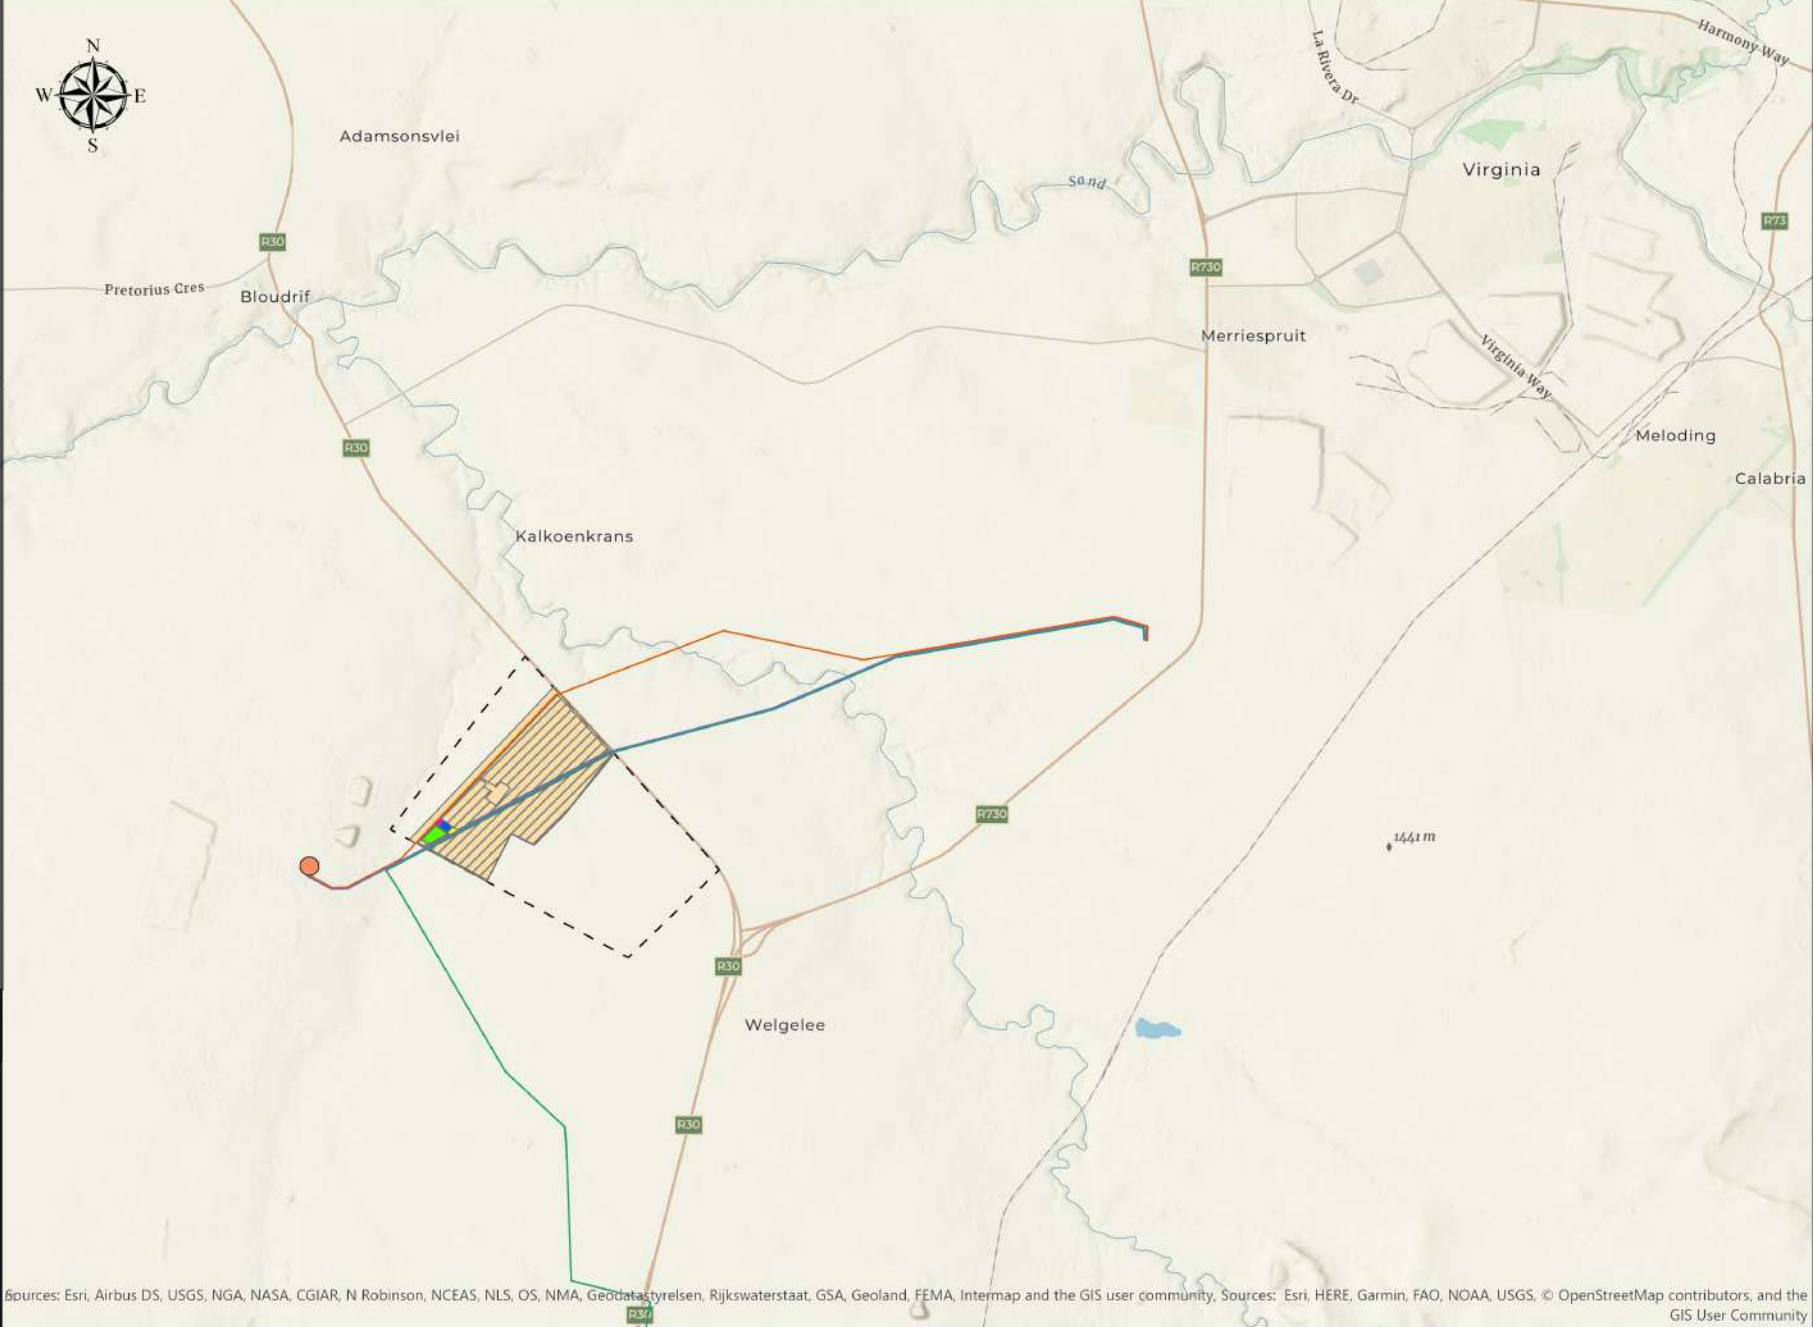 N
W E
S
Harmony Way
La Rivera Dr
Adamsonsvlei
Virginia
Sand
R73
R30
R730
Pretorius Cres
Bloudrif
Merriespruit
Virginia Way
R30
Meloding
Calabria
Kalkoenkrans
R730
1441 m
R30
Welgelee
R30
Sources: Esri, Airbus DS, USGS, NGA, NASA, CGIAR, N Robinson, NCEAS, NLS, OS, NMA, Geodatastyrelsen, Rijkswaterstaat, GSA, Geoland, FEMA, Intermap and the GIS user community, Sources: Esri, HERE, Garmin, FAO, NOAA, USGS, © OpenStreetMap contributors, and the
R30
GIS User Community